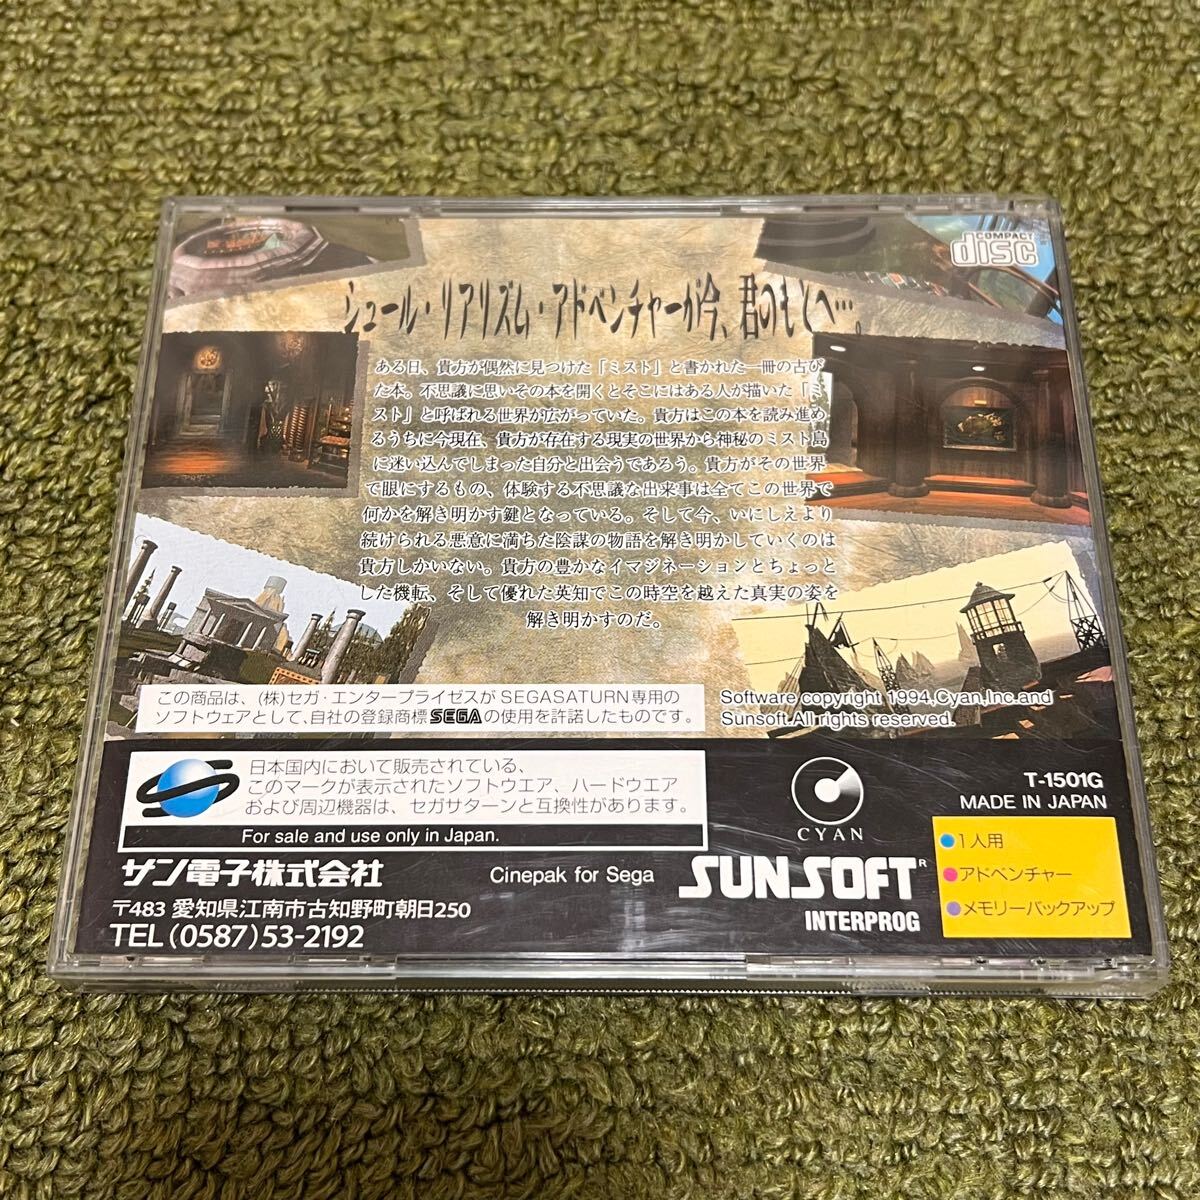 COMPACT
disc
シュール・リアリズム・アドベンチャーが今、君のもとへ…。
ある日、貴方が偶然に見つけた「ミスト」と書かれた一冊の古び
た本。不思議に思いその本を開くとそこにはある人が描いた「ミ
スト」と呼ばれる世界が広がっていた。貴方はこの本を読み進め
るうちに今現在、貴方が存在する現実の世界から神秘のミスト島
に迷い込んでしまった自分と出会うであろう。貴方がその世界
で眼にするもの、体験する不思議な出来事は全てこの世界で
何かを解き明かす鍵となっている。そして今、いにしえより
続けられる悪意に満ちた陰謀の物語を解き明かしていくのは
貴方しかいない。貴方の豊かなイマジネーションとちょっと
した機転、そして優れた英知でこの時空を越えた真実の姿を
解き明かすのだ。
この商品は、(株)セガ・エンタープライゼスがSEGASATURN専用の
ソフトウェアとして、自社の登録商標SEGAの使用を許諾したものです。
Software copyright 1994,Cyan,Inc.and
Sunsoft.All rights reserved.
日本国内において販売されている、
このマークが表示されたソフトウエア、ハードウエア
および周辺機器は、セガサターンと互換性があります。
For sale and use only in Japan.
CYAN
T-1501G
MADE IN JAPAN
サン電子株式会社
〒483 愛知県江南市古知野町朝日250
TEL(0587)53-2192
Cinepak for Sega
SUNSOFT®
INTERPROG
1人用
アドベンチャー
メモリーバックアップ